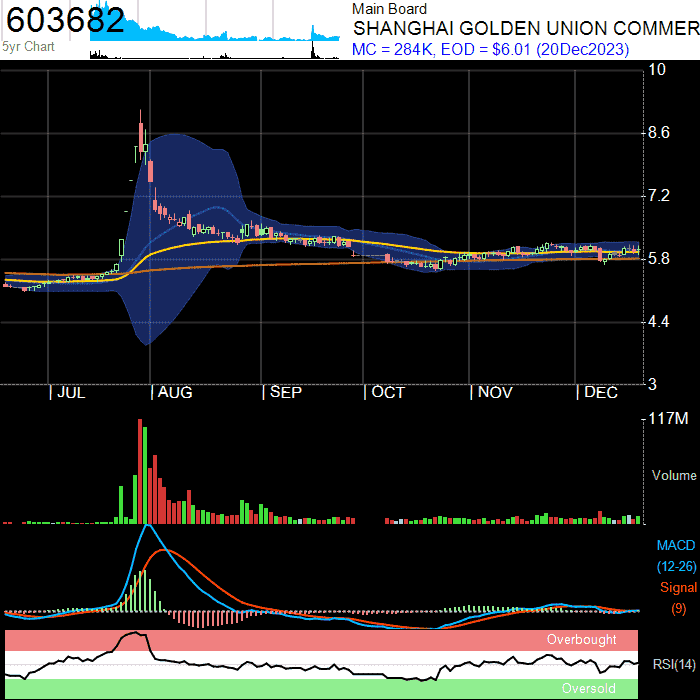 603682
5yr Chart
Main Board
SHANGHAI GOLDEN UNION COMMER
MC = 284K, EOD = $6.01 (20Dec2023)
10
8.6
7.2
5.8
4.4
3
| JUL | AUG | SEP | OCT | NOV | DEC
117M
Volume
MACD
(12-26)
Signal
(9)
Overbought
RSI(14)
Oversold